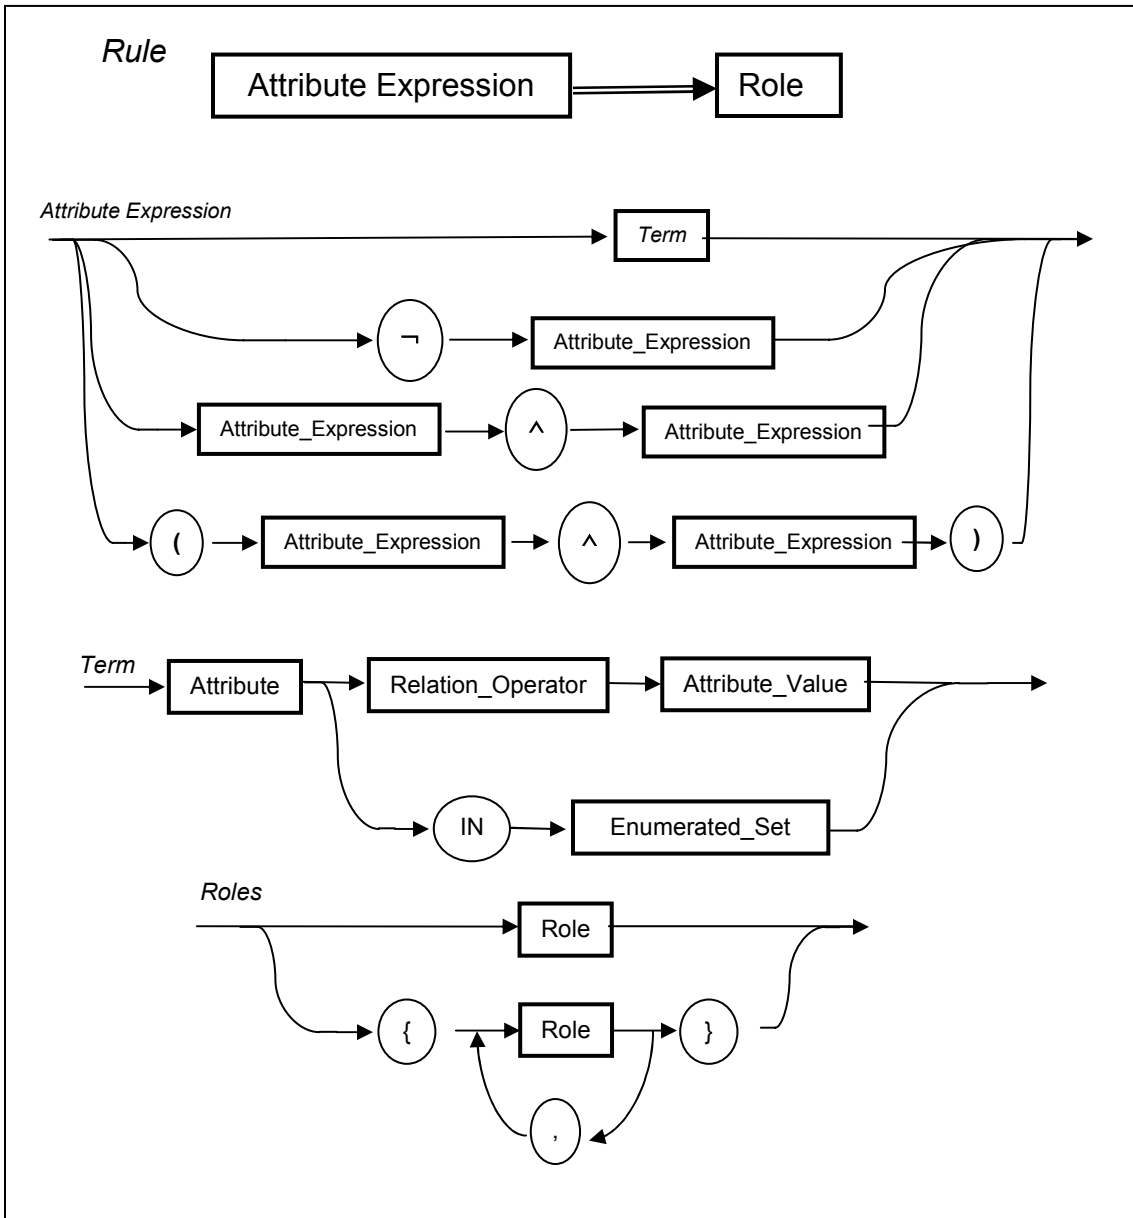 Rule
Attribute Expression Role
Attribute Expression
Term
¬ Attribute_Expression
Attribute_Expression ^ Attribute_Expression
( Attribute_Expression ^ Attribute_Expression )
Term
Attribute Relation_Operator Attribute_Value
IN Enumerated_Set
Roles
Role
{ Role }
,